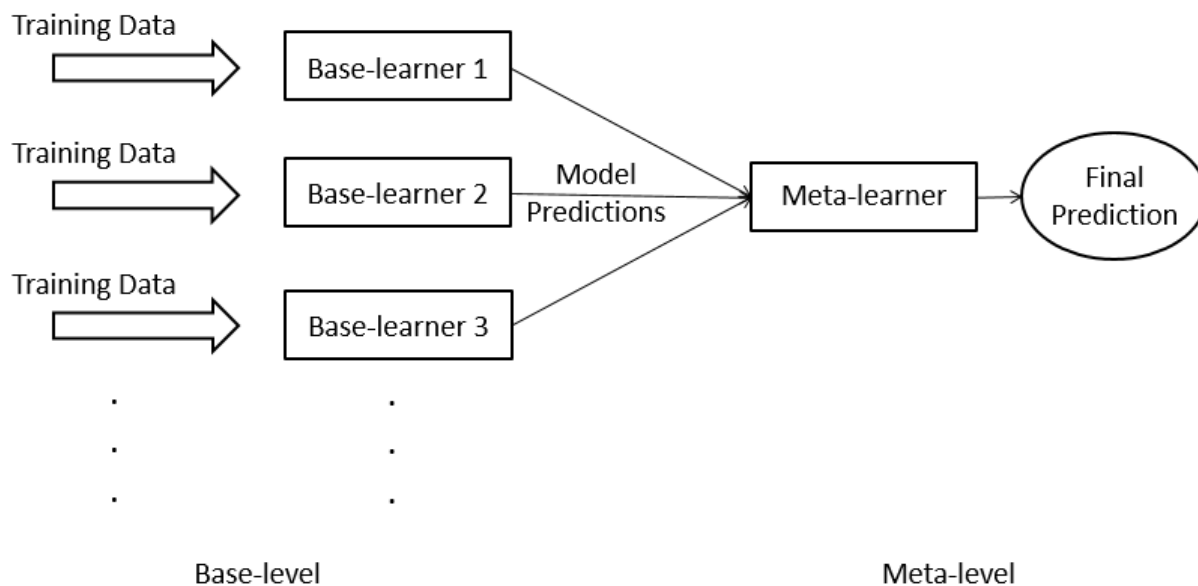 Training Data
Base-learner 1
Training Data
Base-learner 2
Model
Predictions
Meta-learner
Final
Prediction
Training Data
Base-learner 3
.
.
.
.
.
.
Base-level
Meta-level